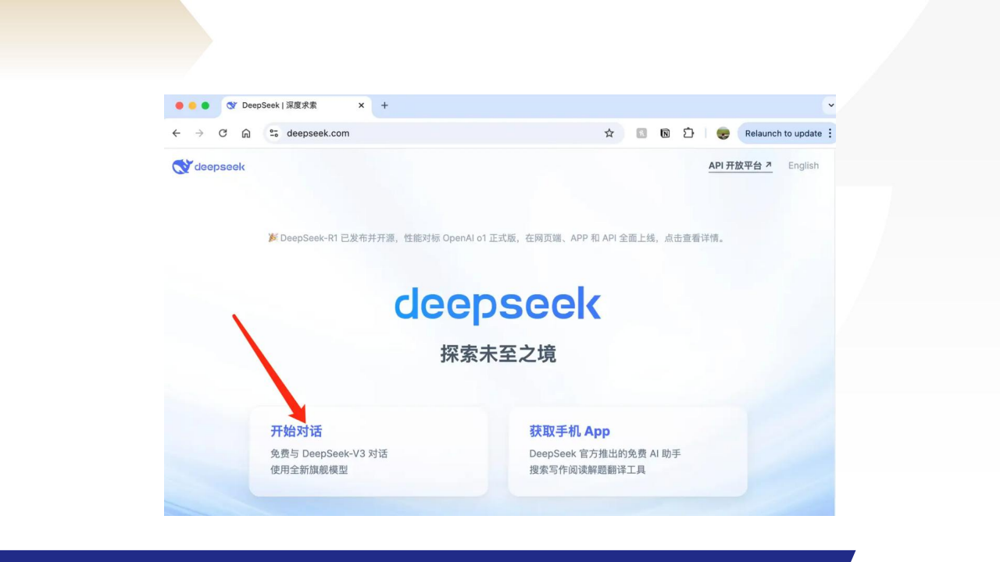 DeepSeek | 深度求索
deepseek.com
Relaunch to update
deepseek
API 开放平台
English
DeepSeek-R1 已发布并开源，性能对标 OpenAI o1 正式版，在网页端、APP 和 API 全面上线，点击查看详情。
deepseek
探索未至之境
开始对话
获取手机 App
免费与 DeepSeek-V3 对话
使用全新旗舰模型
DeepSeek 官方推出的免费 AI 助手
搜索写作阅读解题翻译工具